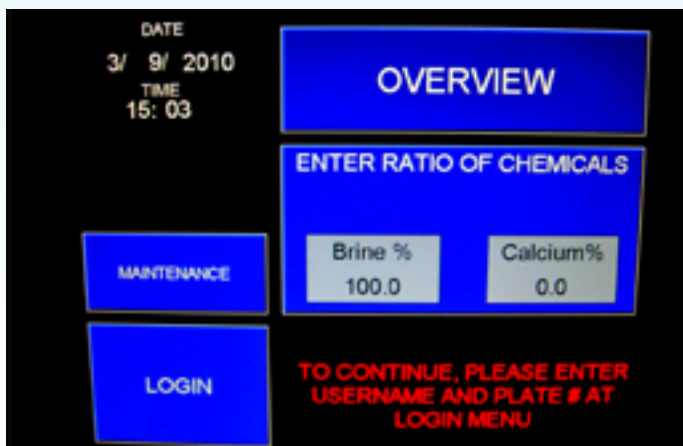 DATE
3/ 9/ 2010
TIME
15: 03
OVERVIEW
ENTER RATIO OF CHEMICALS
Brine %
100.0
Calcium%
0.0
MAINTENANCE
LOGIN
TO CONTINUE, PLEASE ENTER
USERNAME AND PLATE # AT
LOGIN MENU